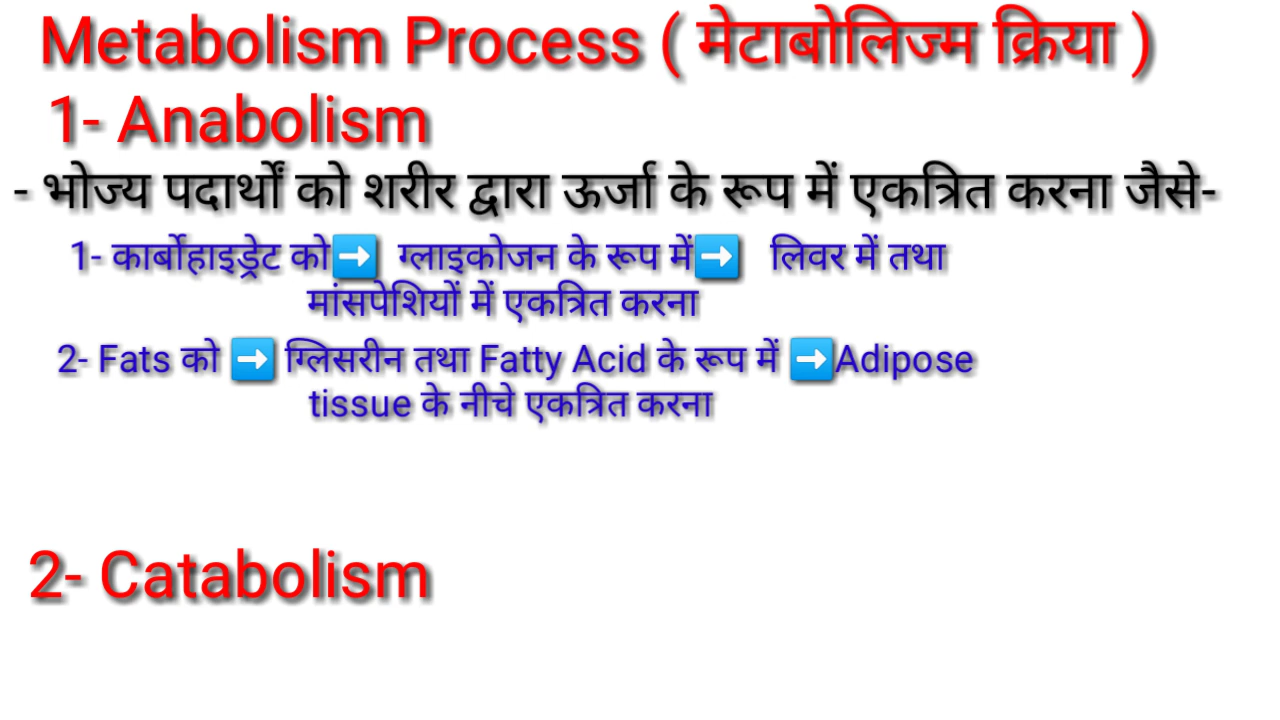 Metabolism Process ( मेटाबोलिज्म क्रिया )
1- Anabolism
- भोज्य पदार्थों को शरीर द्वारा ऊर्जा के रूप में एकत्रित करना जैसे-
1- कार्बोहाइड्रेट को➡️ ग्लाइकोजन के रूप में➡️ लिवर में तथा
मांसपेशियों में एकत्रित करना
2- Fats को ➡️ ग्लिसरीन तथा Fatty Acid के रूप में ➡️Adipose
tissue के नीचे एकत्रित करना
2- Catabolism